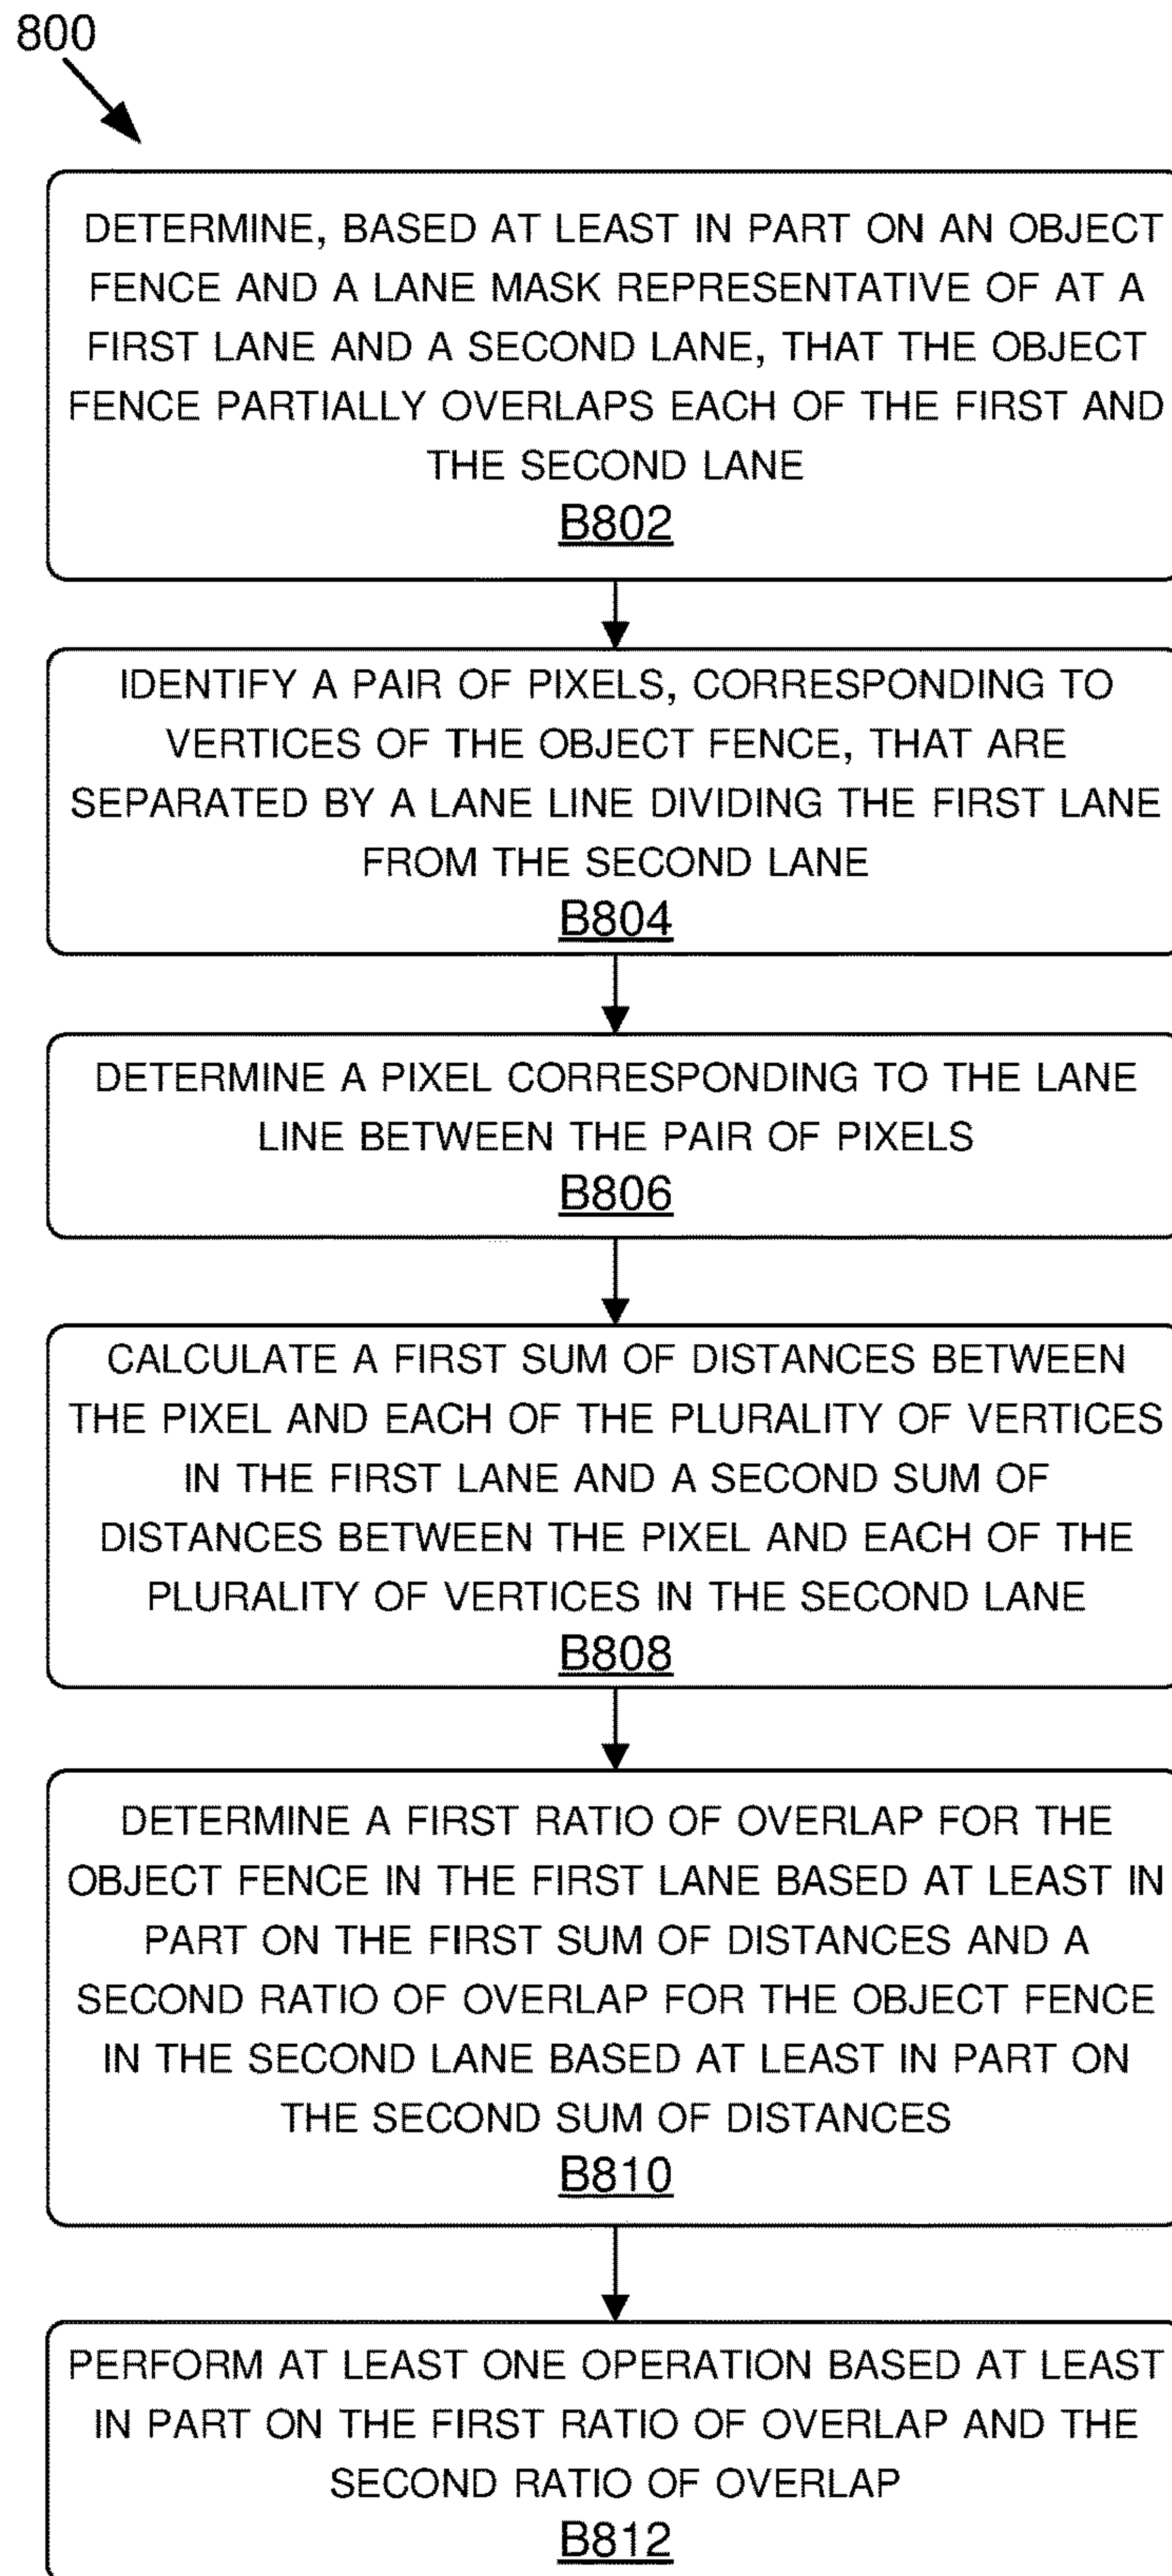 800
DETERMINE, BASED AT LEAST IN PART ON AN OBJECT
FENCE AND A LANE MASK REPRESENTATIVE OF AT A
FIRST LANE AND A SECOND LANE, THAT THE OBJECT
FENCE PARTIALLY OVERLAPS EACH OF THE FIRST AND
THE SECOND LANE
B802
IDENTIFY A PAIR OF PIXELS, CORRESPONDING TO
VERTICES OF THE OBJECT FENCE, THAT ARE
SEPARATED BY A LANE LINE DIVIDING THE FIRST LANE
FROM THE SECOND LANE
B804
DETERMINE A PIXEL CORRESPONDING TO THE LANE
LINE BETWEEN THE PAIR OF PIXELS
B806
CALCULATE A FIRST SUM OF DISTANCES BETWEEN
THE PIXEL AND EACH OF THE PLURALITY OF VERTICES
IN THE FIRST LANE AND A SECOND SUM OF
DISTANCES BETWEEN THE PIXEL AND EACH OF THE
PLURALITY OF VERTICES IN THE SECOND LANE
B808
DETERMINE A FIRST RATIO OF OVERLAP FOR THE
OBJECT FENCE IN THE FIRST LANE BASED AT LEAST IN
PART ON THE FIRST SUM OF DISTANCES AND A
SECOND RATIO OF OVERLAP FOR THE OBJECT FENCE
IN THE SECOND LANE BASED AT LEAST IN PART ON
THE SECOND SUM OF DISTANCES
B810
PERFORM AT LEAST ONE OPERATION BASED AT LEAST
IN PART ON THE FIRST RATIO OF OVERLAP AND THE
SECOND RATIO OF OVERLAP
B812